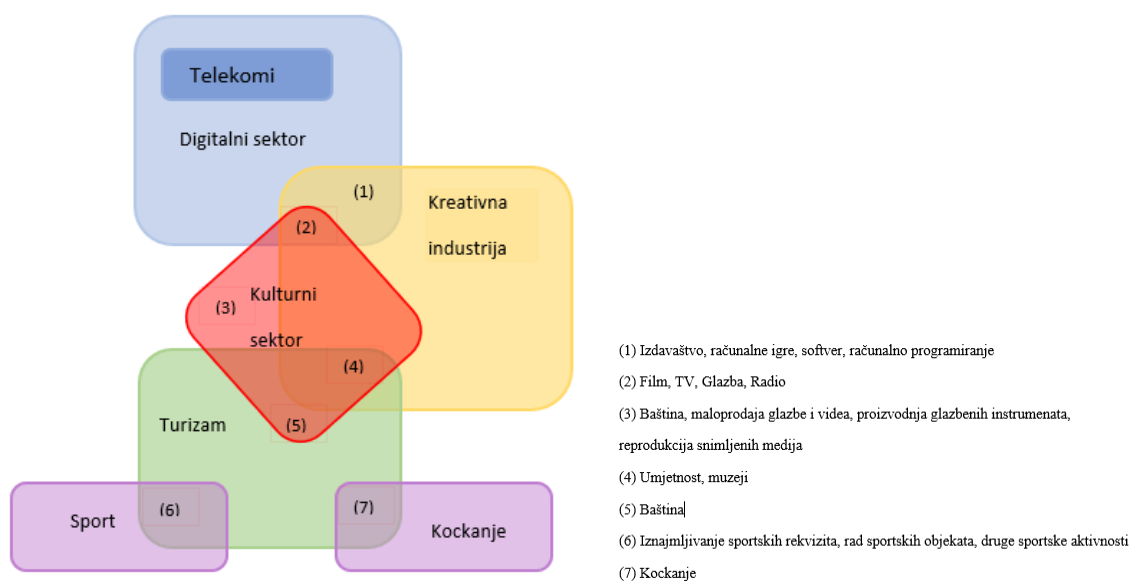 Telekomi
Digitalni sektor
(1)
Kreativna
industrija
(2)
(3)
Kulturni
sektor
(4)
Turizam
(5)
Sport
(6)
(7)
Kockanje
(1) Izdavaštvo, računalne igre, softver, računalno programiranje
(2) Film, TV, Glazba, Radio
(3) Baština, maloprodaja glazbe i videa, proizvodnja glazbenih instrumenata,
reprodukcija snimljenih medija
(4) Umjetnost, muzeji
(5) Baština
(6) Iznajmljivanje sportskih rekvizita, rad sportskih objekata, druge sportske aktivnosti
(7) Kockanje